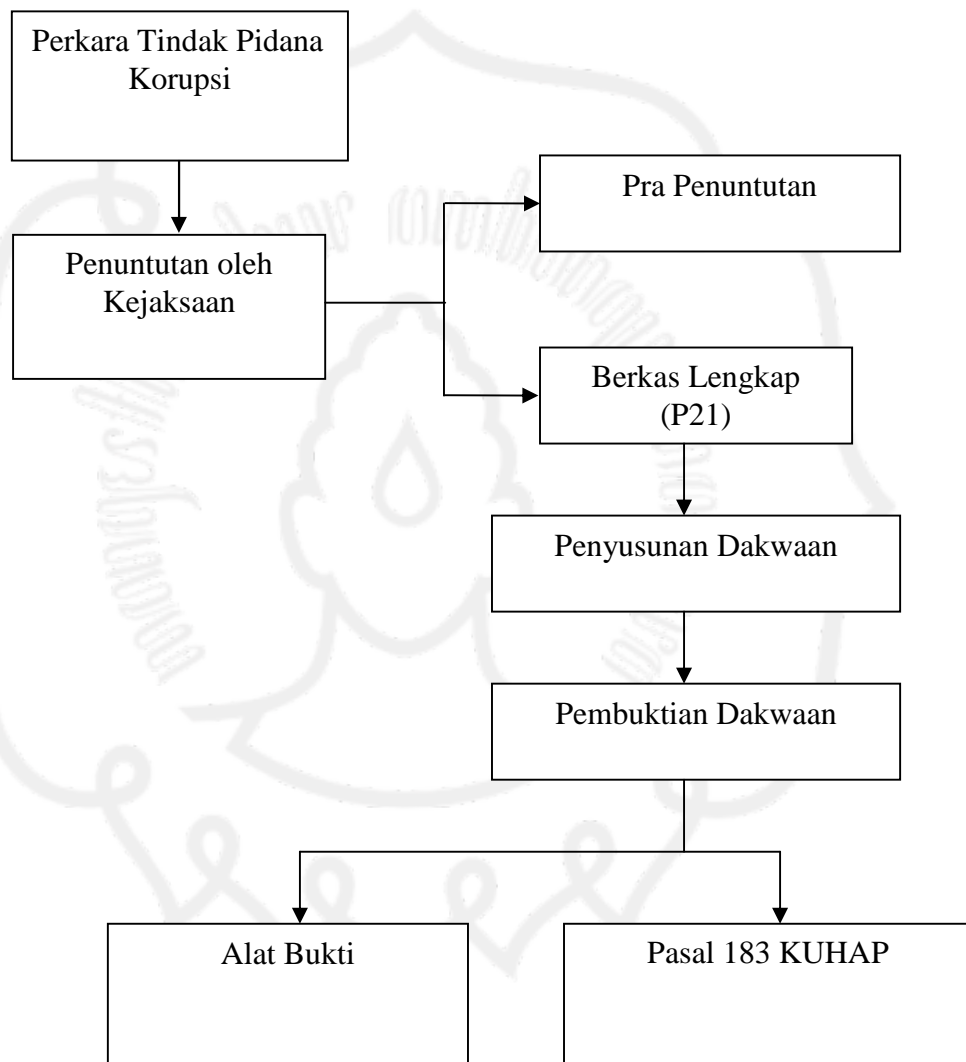 Perkara Tindak Pidana
Korupsi
Pra Penuntutan
Penuntutan oleh
Kejaksaan
Berkas Lengkap
(P21)
Penyusunan Dakwaan
Pembuktian Dakwaan
Alat Bukti
Pasal 183 KUHAP